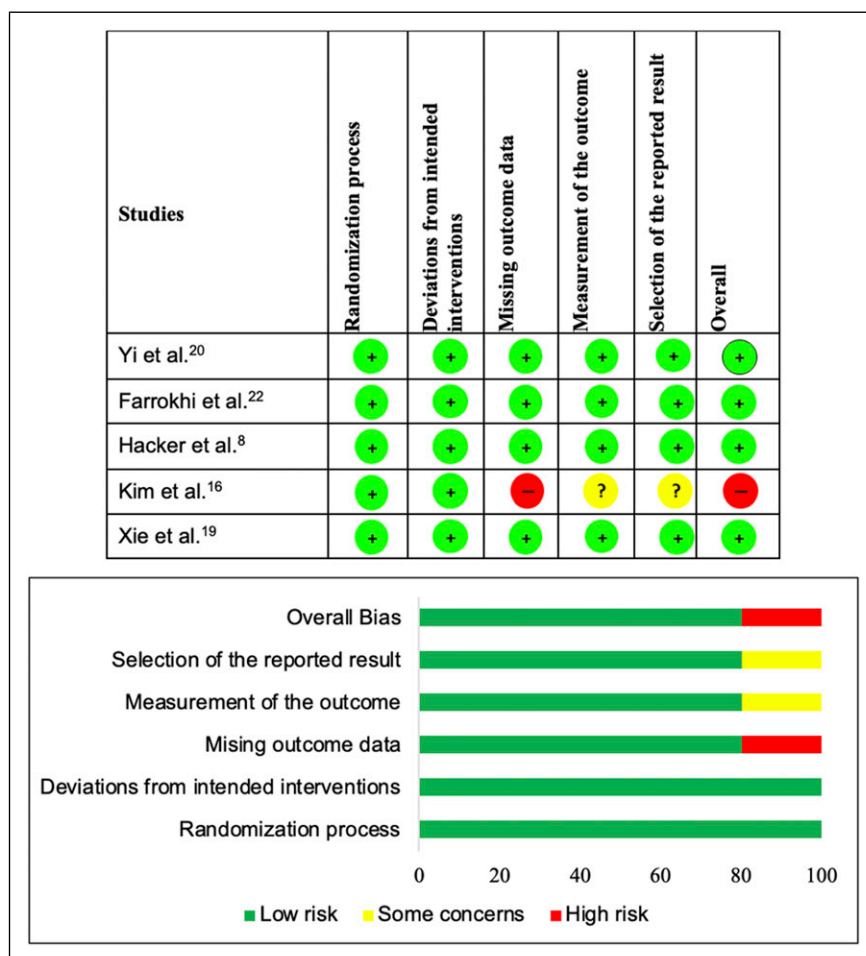 Studies
Randomization process
Deviations from intended
interventions
Missing outcome data
Measurement of the outcome
Selection of the reported result
Overall
Yi et al.20 + + + + + +
Farrokhi et al.22 + + + + + +
Hacker et al.8 + + + + + +
Kim et al.16 + + − ? ? −
Xie et al.19 + + + + + +
Overall Bias
Selection of the reported result
Measurement of the outcome
Mising outcome data
Deviations from intended interventions
Randomization process
0 20 40 60 80 100
Low risk Some concerns High risk